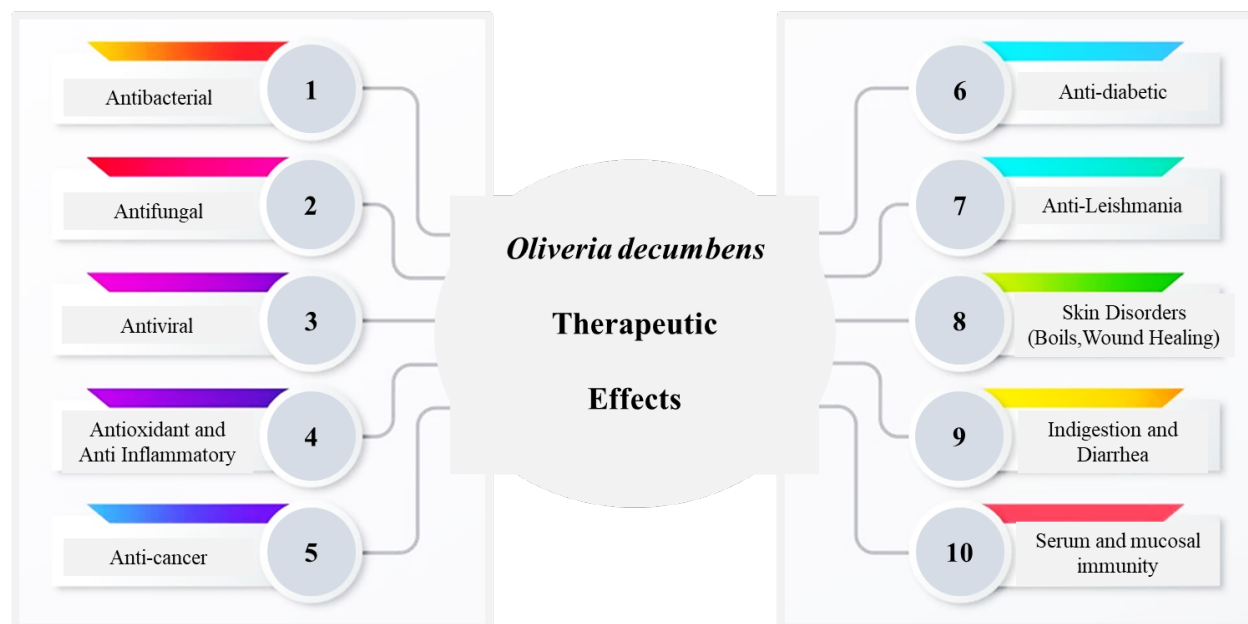 Antibacterial
1
Antifungal
2
Antiviral
3
Antioxidant and
Anti Inflammatory
4
Anti-cancer
5
Oliveria decumbens
Therapeutic
Effects
6
Anti-diabetic
7
Anti-Leishmania
8
Skin Disorders
(Boils,Wound Healing)
9
Indigestion and
Diarrhea
10
Serum and mucosal
immunity